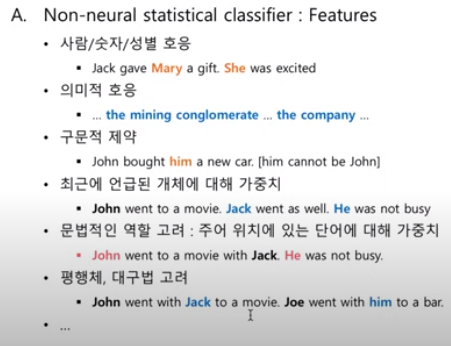 A. Non-neural statistical classifier : Features
• 사람/숫자/성별 호응
▪ Jack gave Mary a gift. She was excited
• 의미적 호응
▪ ... the mining conglomerate ... the company ...
• 구문적 제약
▪ John bought him a new car. [him cannot be John]
• 최근에 언급된 개체에 대해 가중치
▪ John went to a movie. Jack went as well. He was not busy
• 문법적인 역할 고려 : 주어 위치에 있는 단어에 대해 가중치
▪ John went to a movie with Jack. He was not busy.
• 평행체, 대구법 고려
▪ John went with Jack to a movie. Joe went with him to a bar.
• ...